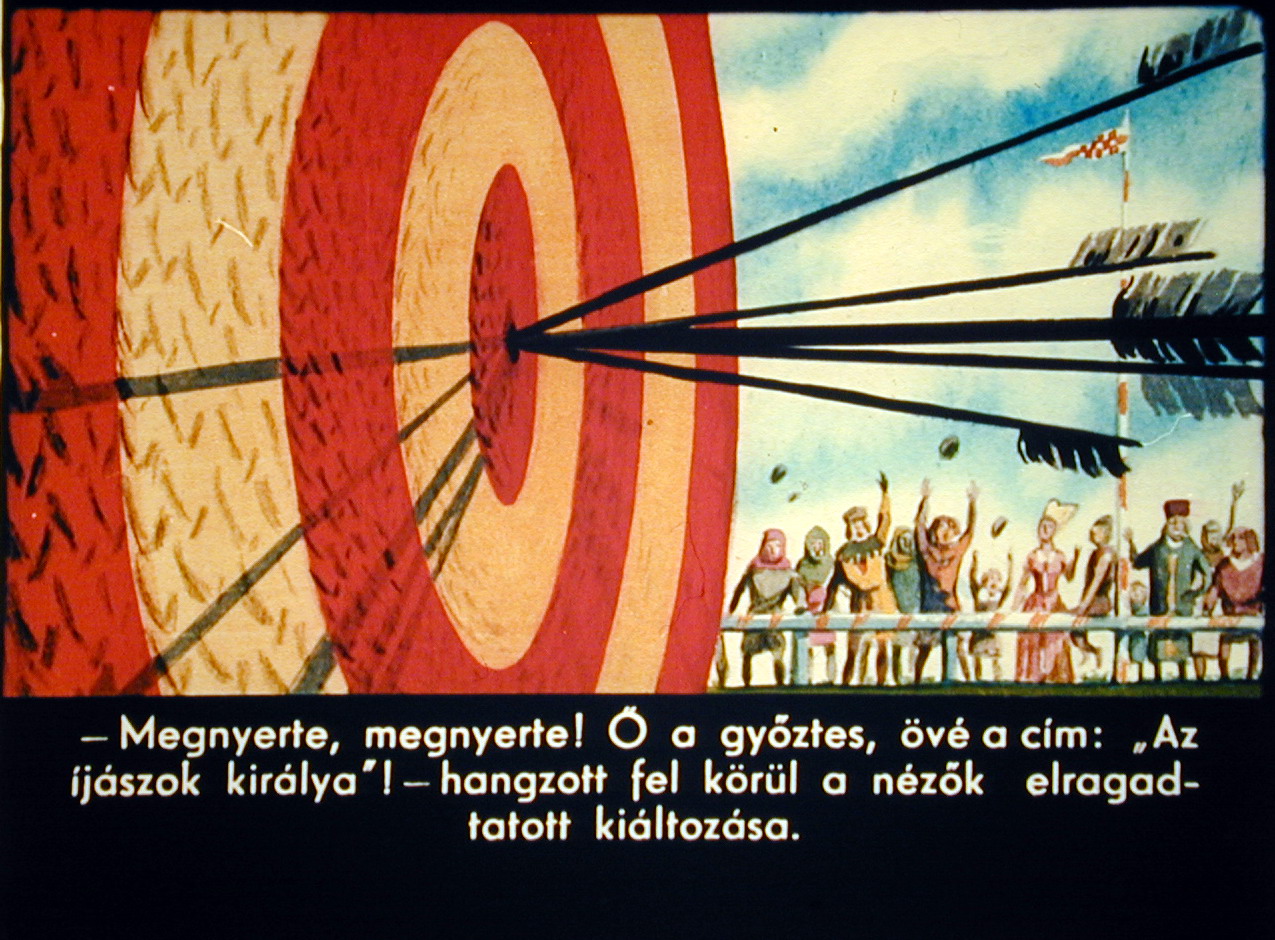 – Megnyerte, megnyerte! Ő a győztes, övé a cím: „Az
íjászok királya”! – hangzott fel körül a nézők elragad-
tatott kiáltozása.